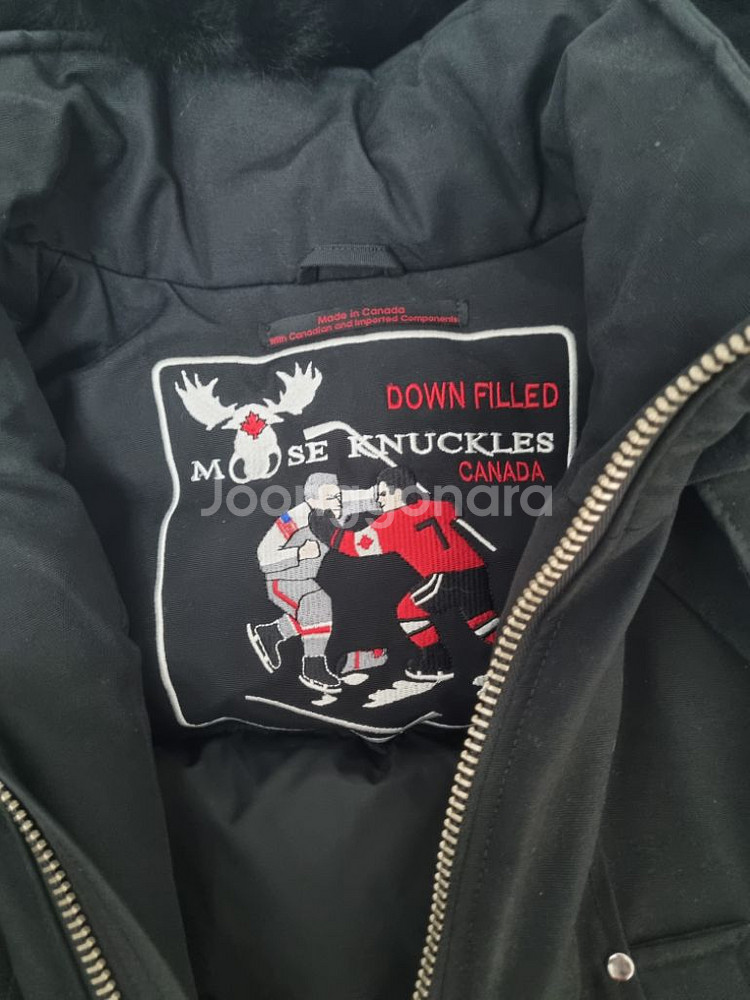 Made in Canada
With Canadian and Imported Components
DOWN FILLED
MOOSE KNUCKLES
CANADA
Joonggonara
7